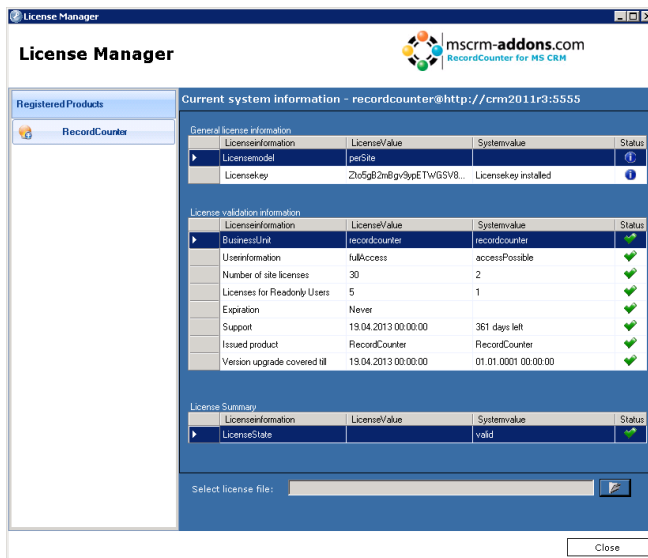 License Manager
License Manager
mscrm-addons.com
RecordCounter for MS CRM
Registered Products
RecordCounter
Current system information - recordcounter@http://crm2011r3:5555
General license information
Licenseinformation LicenseValue Systemvalue Status
Licensemodel perSite
Licensekey Zto5gB2mBgv9ypETWGSV8... Licensekey installed
License validation information
Licenseinformation LicenseValue Systemvalue Status
BusinessUnit recordcounter recordcounter
Userinformation fullAccess accessPossible
Number of site licenses 30 2
Licenses for Readonly Users 5 1
Expiration Never
Support 19.04.2013 00:00:00 361 days left
Issued product RecordCounter RecordCounter
Version upgrade covered till 19.04.2013 00:00:00 01.01.0001 00:00:00
License Summary
Licenseinformation LicenseValue Systemvalue Status
LicenseState valid
Select license file:
Close